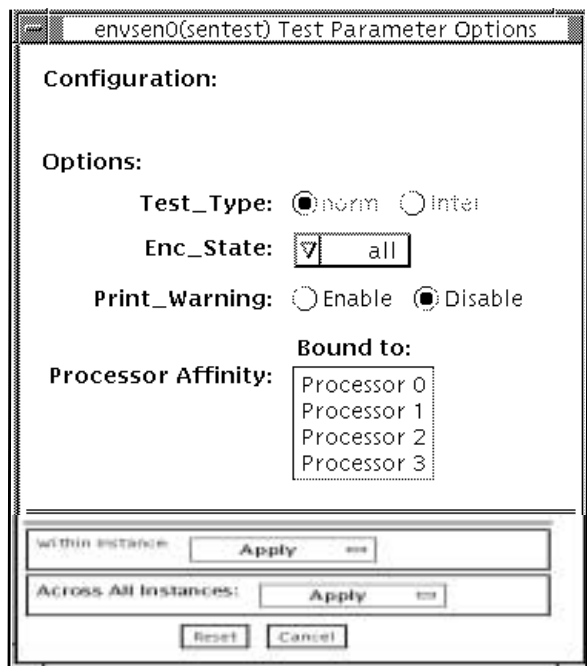 envsen0(sentest) Test Parameter Options
Configuration:
Options:
Test_Type: norm inter
Enc_State: all
Print_Warning: Enable Disable
Bound to:
Processor Affinity:
Processor 0
Processor 1
Processor 2
Processor 3
Within Instance: Apply
Across All Instances: Apply
Reset Cancel